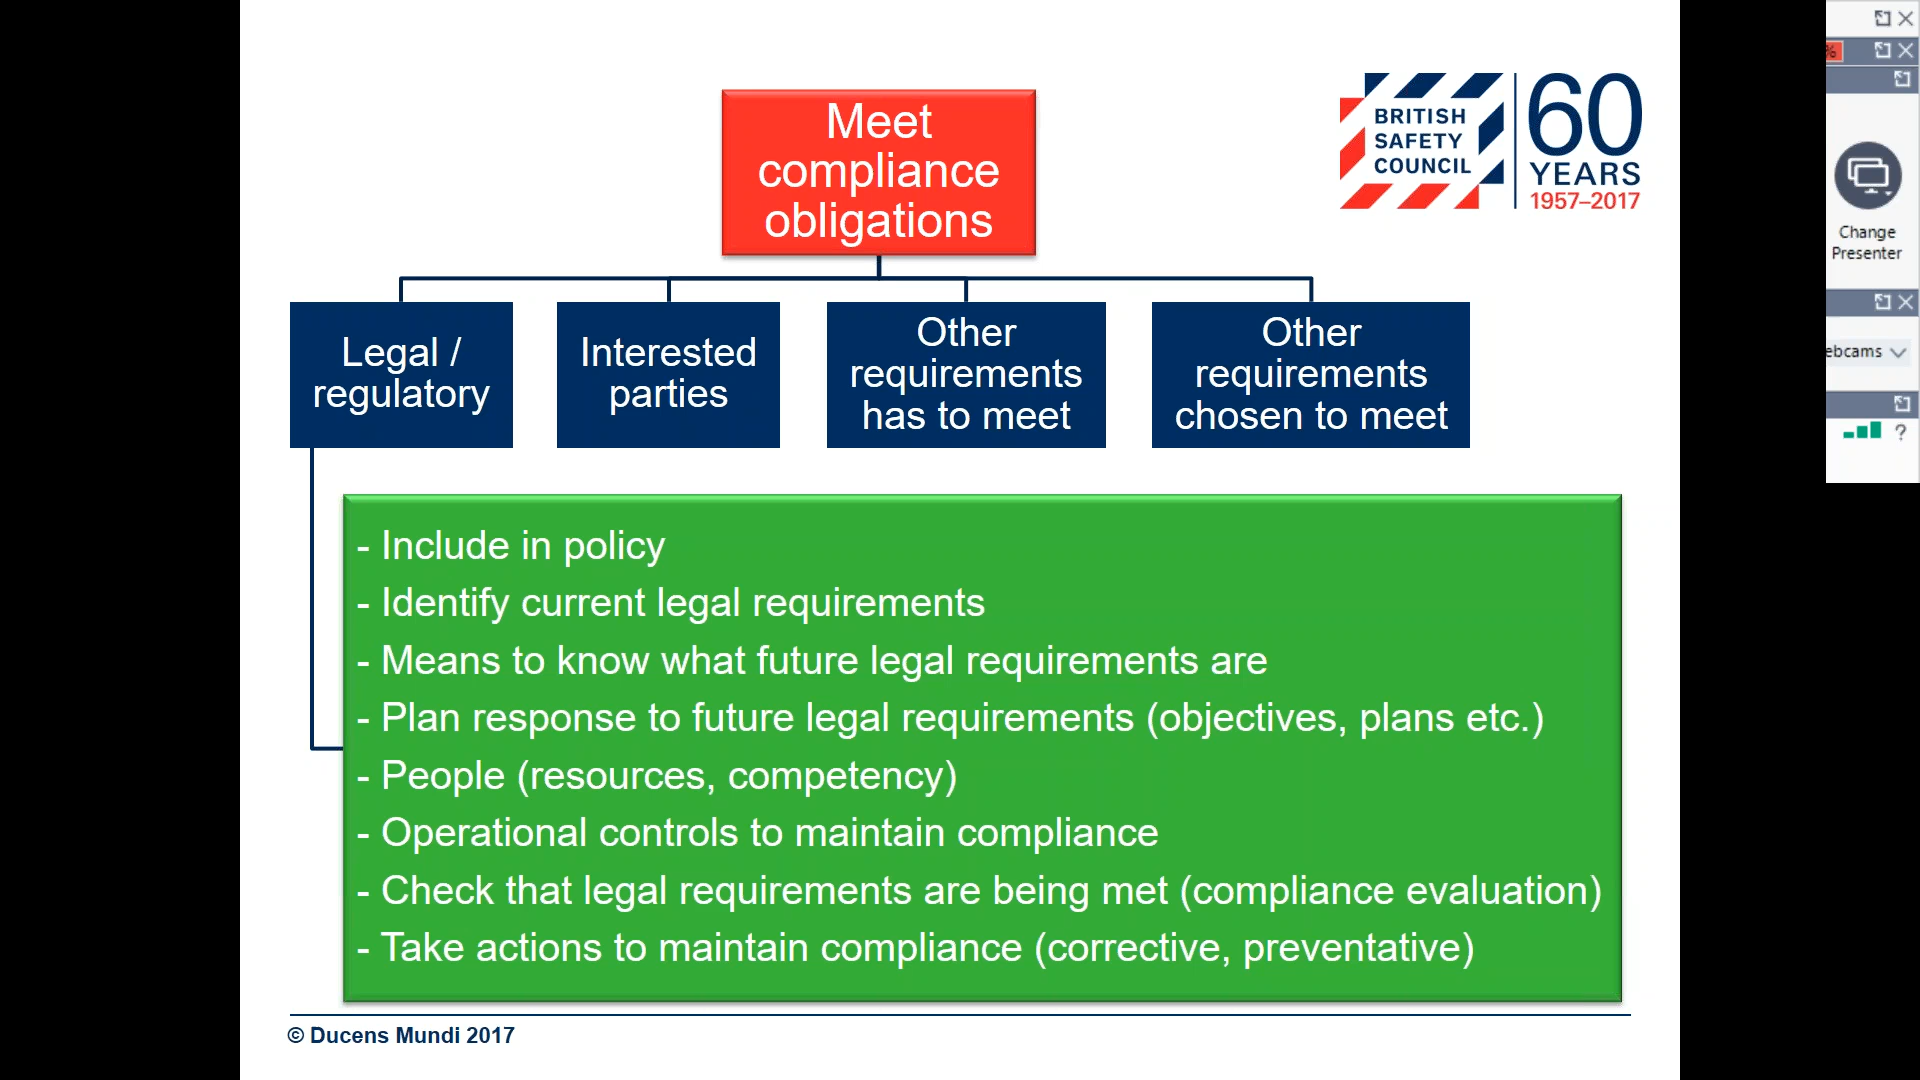 Meet
compliance
obligations
BRITISH
SAFETY
COUNCIL
60
YEARS
1957–2017
Legal /
regulatory
Interested
parties
Other
requirements
has to meet
Other
requirements
chosen to meet
- Include in policy
- Identify current legal requirements
- Means to know what future legal requirements are
- Plan response to future legal requirements (objectives, plans etc.)
- People (resources, competency)
- Operational controls to maintain compliance
- Check that legal requirements are being met (compliance evaluation)
- Take actions to maintain compliance (corrective, preventative)
© Ducens Mundi 2017
%
Change
Presenter
ebcams
?